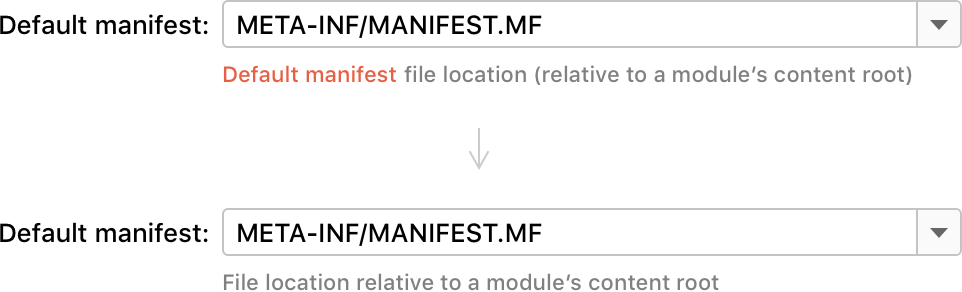 Default manifest: META-INF/MANIFEST.MF
Default manifest file location (relative to a module’s content root)
Default manifest: META-INF/MANIFEST.MF
File location relative to a module’s content root